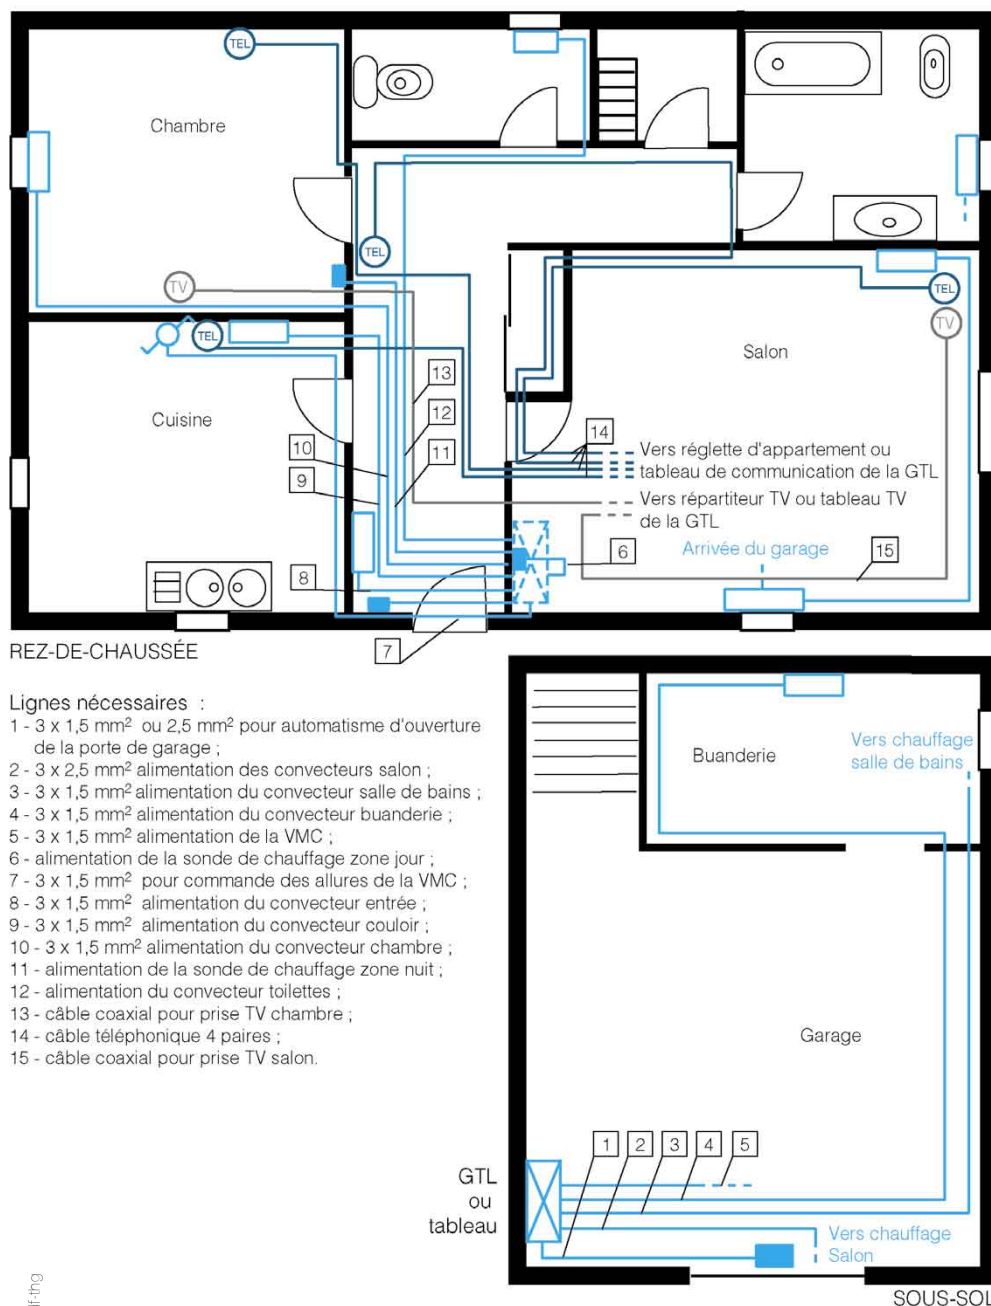 TEL
Chambre
TEL
TV
TEL
TEL
TV
Salon
Cuisine
13
12
11
10
9
14
Vers réglette d'appartement ou
tableau de communication de la GTL
Vers répartiteur TV ou tableau TV
de la GTL
6
Arrivée du garage
15
8
7
REZ-DE-CHAUSSÉE
Lignes nécessaires :
1 - 3 x 1,5 mm² ou 2,5 mm² pour automatisme d'ouverture
de la porte de garage ;
2 - 3 x 2,5 mm² alimentation des convecteurs salon ;
3 - 3 x 1,5 mm² alimentation du convecteur salle de bains ;
4 - 3 x 1,5 mm² alimentation du convecteur buanderie ;
5 - 3 x 1,5 mm² alimentation de la VMC ;
6 - alimentation de la sonde de chauffage zone jour ;
7 - 3 x 1,5 mm² pour commande des allures de la VMC ;
8 - 3 x 1,5 mm² alimentation du convecteur entrée ;
9 - 3 x 1,5 mm² alimentation du convecteur couloir ;
10 - 3 x 1,5 mm² alimentation du convecteur chambre ;
11 - alimentation de la sonde de chauffage zone nuit ;
12 - alimentation du convecteur toilettes ;
13 - câble coaxial pour prise TV chambre ;
14 - câble téléphonique 4 paires ;
15 - câble coaxial pour prise TV salon.
Buanderie
Vers chauffage
salle de bains
Garage
1
2
3
4
5
GTL
ou
tableau
Vers chauffage
Salon
SOUS-SOL
lf-thg